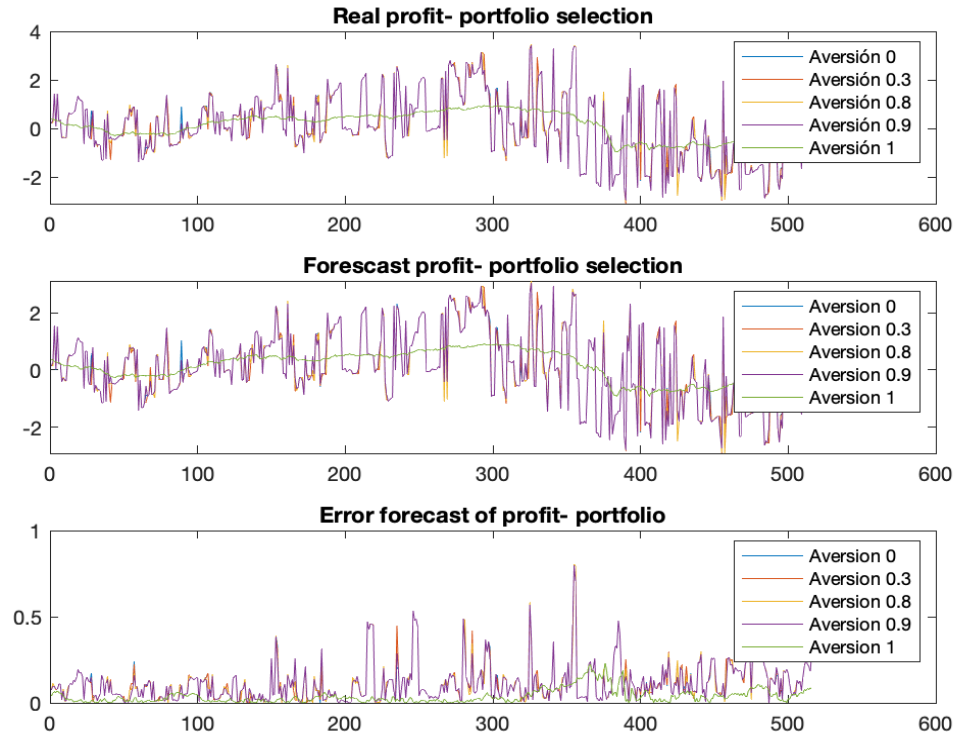 Real profit- portfolio selection
4
2
0
-2
Aversión 0
Aversión 0.3
Aversión 0.8
Aversión 0.9
Aversión 1
0 100 200 300 400 500 600
Forescast profit- portfolio selection
2
0
-2
Aversion 0
Aversion 0.3
Aversion 0.8
Aversion 0.9
Aversion 1
0 100 200 300 400 500 600
Error forecast of profit- portfolio
1
0.5
0
Aversion 0
Aversion 0.3
Aversion 0.8
Aversion 0.9
Aversion 1
0 100 200 300 400 500 600